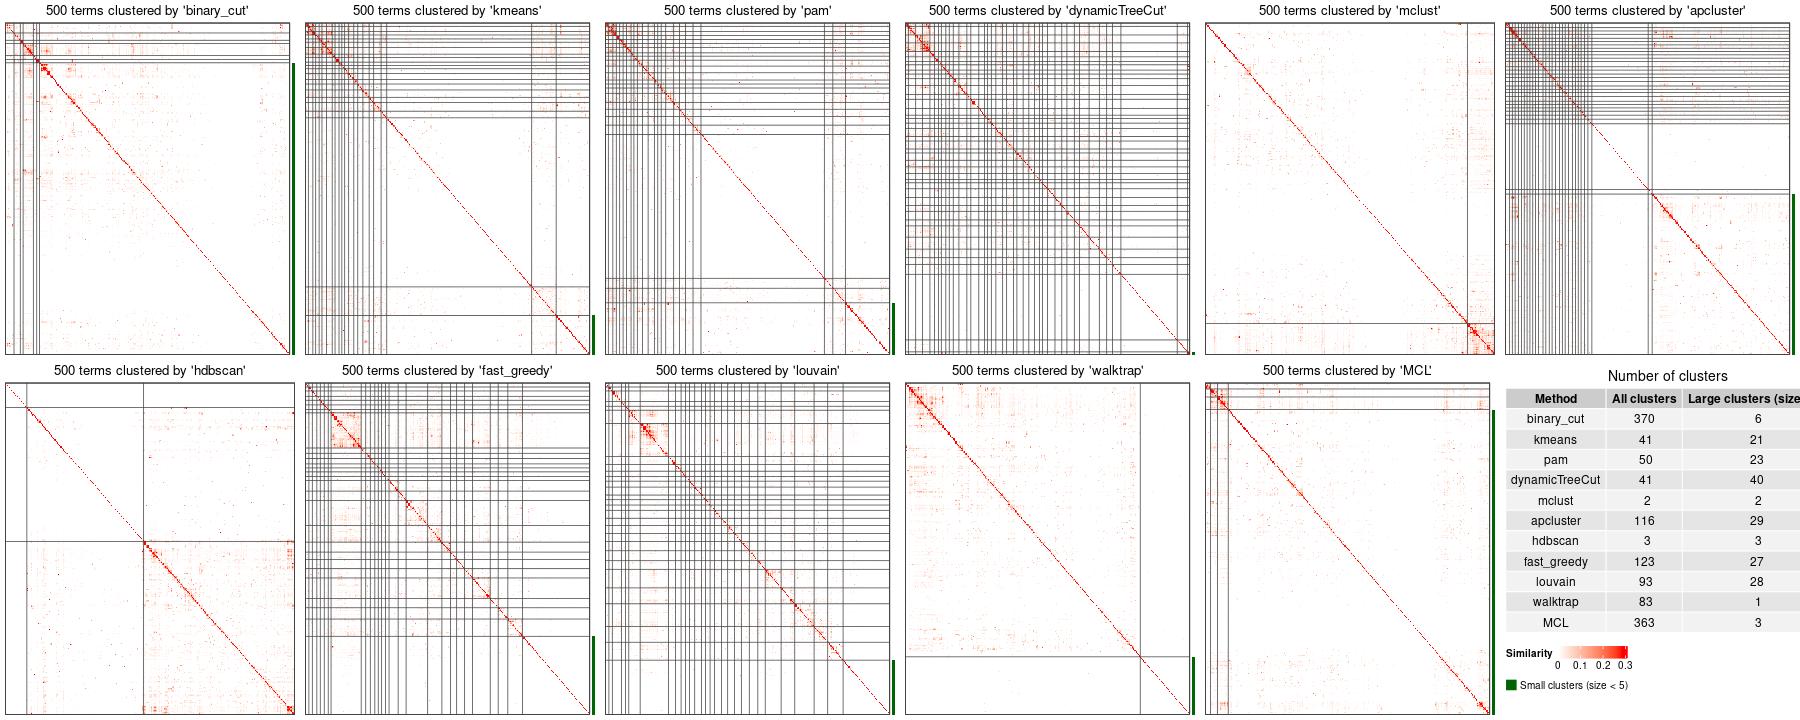 500 terms clustered by 'binary_cut'
500 terms clustered by 'kmeans'
500 terms clustered by 'pam'
500 terms clustered by 'dynamicTreeCut'
500 terms clustered by 'mclust'
500 terms clustered by 'apcluster'
500 terms clustered by 'hdbscan'
500 terms clustered by 'fast_greedy'
500 terms clustered by 'louvain'
500 terms clustered by 'walktrap'
500 terms clustered by 'MCL'
Number of clusters
Method All clusters Large clusters (size
binary_cut 370 6
kmeans 41 21
pam 50 23
dynamicTreeCut 41 40
mclust 2 2
apcluster 116 29
hdbscan 3 3
fast_greedy 123 27
louvain 93 28
walktrap 83 1
MCL 363 3
Similarity
0 0.1 0.2 0.3
Small clusters (size < 5)